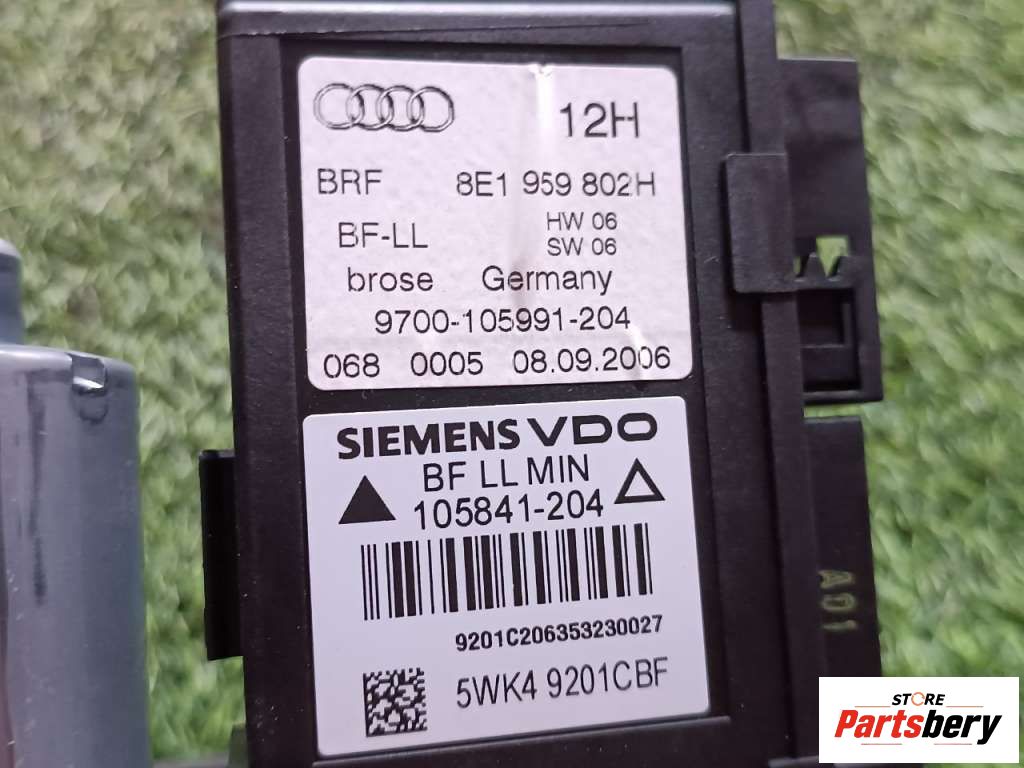 12H
BRF 8E1 959 802H
BF-LL HW 06
SW 06
brose Germany
9700-105991-204
068 0005 08.09.2006
SIEMENS VDO
BF LL MIN
105841-204
9201C206353230027
5WK4 9201CBF
A01
STORE
Partsbery